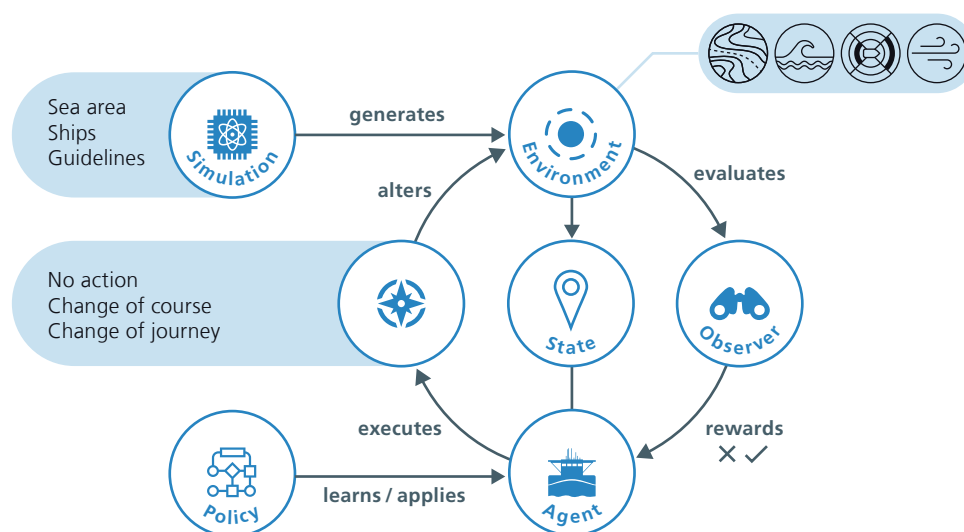 Sea area
Ships
Guidelines
Simulation
generates
Environment
evaluates
alters
No action
Change of course
Change of journey
State
Observer
executes
rewards
Policy
learns / applies
Agent